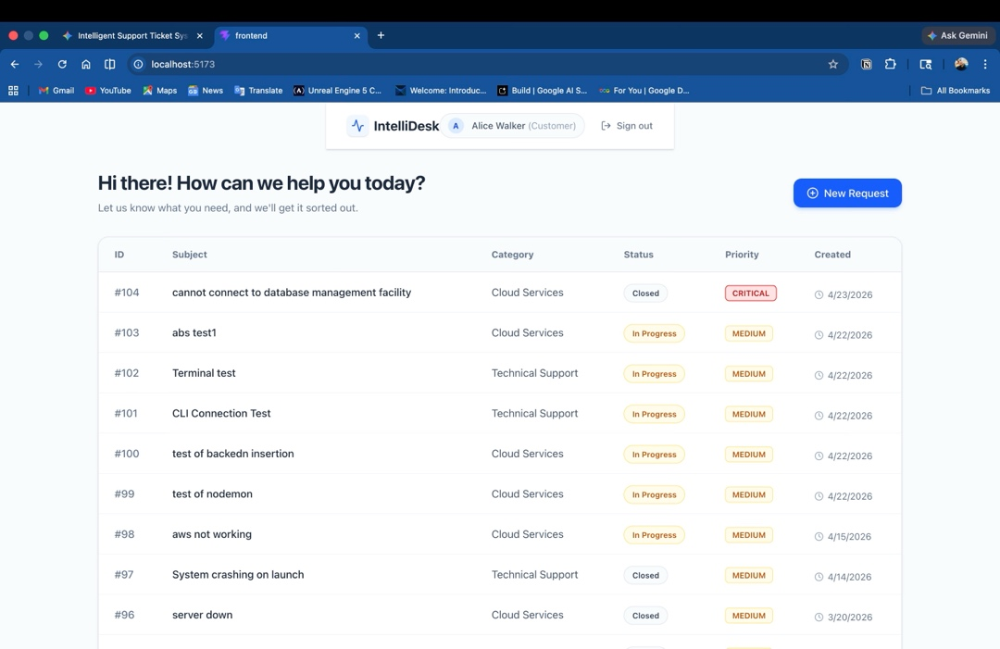 Intelligent Support Ticket Sys
frontend
Ask Gemini
localhost:5173
Gmail
YouTube
Maps
News
Translate
Unreal Engine 5 C...
Welcome: Introduc...
Build | Google AI S...
For You | Google D...
All Bookmarks
IntelliDesk
A Alice Walker (Customer)
Sign out
Hi there! How can we help you today?
Let us know what you need, and we'll get it sorted out.
New Request
ID Subject Category Status Priority Created
#104 cannot connect to database management facility Cloud Services Closed CRITICAL 4/23/2026
#103 abs test1 Cloud Services In Progress MEDIUM 4/22/2026
#102 Terminal test Technical Support In Progress MEDIUM 4/22/2026
#101 CLI Connection Test Technical Support In Progress MEDIUM 4/22/2026
#100 test of backedn insertion Cloud Services In Progress MEDIUM 4/22/2026
#99 test of nodemon Cloud Services In Progress MEDIUM 4/22/2026
#98 aws not working Cloud Services In Progress MEDIUM 4/15/2026
#97 System crashing on launch Technical Support Closed MEDIUM 4/14/2026
#96 server down Cloud Services Closed MEDIUM 3/20/2026